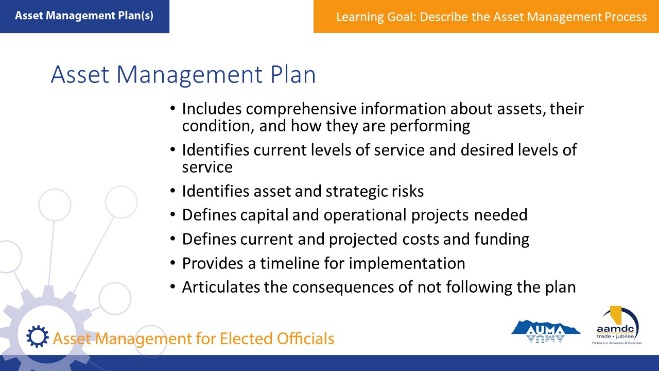 Asset Management Plan(s)
Learning Goal: Describe the Asset Management Process
Asset Management Plan
• Includes comprehensive information about assets, their
condition, and how they are performing
• Identifies current levels of service and desired levels of
service
• Identifies asset and strategic risks
• Defines capital and operational projects needed
• Defines current and projected costs and funding
• Provides a timeline for implementation
• Articulates the consequences of not following the plan
Asset Management for Elected Officials
AUMA
aamdc
trade • jubilee